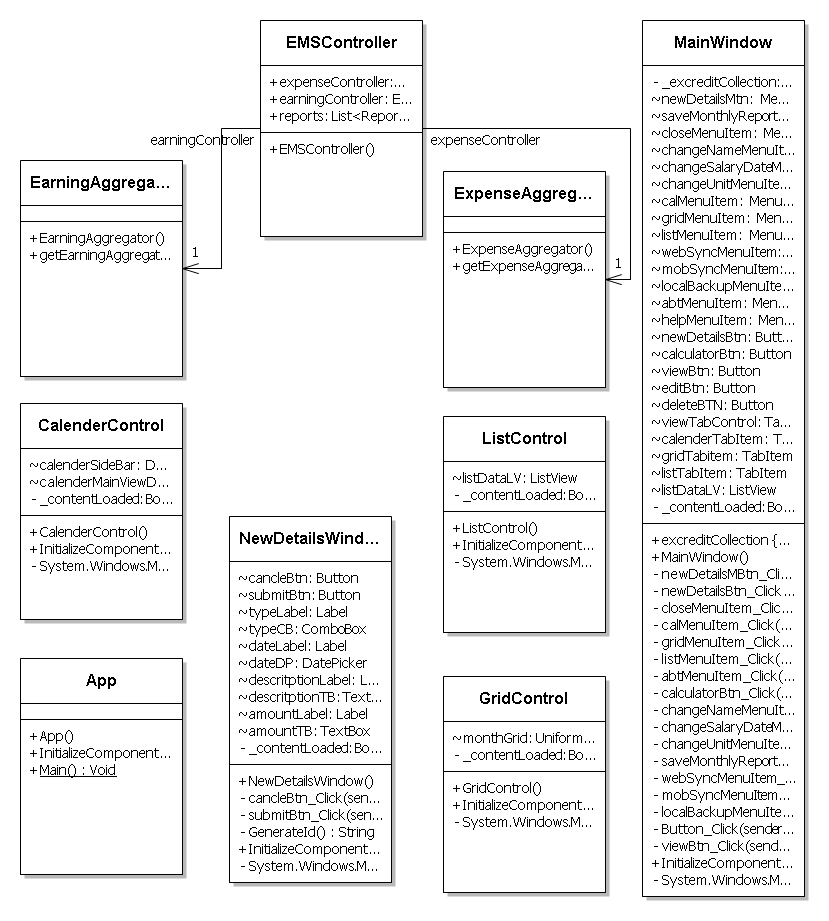 EMSController
+expenseController:...
+earningController: E...
+reports: List<Repor...
+EMSController()
earningController
expenseController
1
1
EarningAggrega...
+EarningAggregator()
+getEarningAggregat...
ExpenseAggreg...
+ExpenseAggregator()
+getExpenseAggrega...
CalenderControl
~calenderSideBar: D...
~calenderMainViewD...
- _contentLoaded:Bo...
+CalenderControl()
+InitializeComponent...
-System.Windows.M...
ListControl
~listDataLV: ListView
- _contentLoaded:Bo...
+ListControl()
+InitializeComponent...
-System.Windows.M...
NewDetailsWind...
~cancleBtn: Button
~submitBtn: Button
~typeLabel: Label
~typeCB: ComboBox
~dateLabel: Label
~dateDP: DatePicker
~descritptionLabel: L...
~descritptionTB: Text...
~amountLabel: Label
~amountTB: TextBox
- _contentLoaded:Bo...
+NewDetailsWindow()
- cancleBtn_Click(sen...
- submitBtn_Click(sen...
- GenerateId() : String
+InitializeComponent...
-System.Windows.M...
App
+App()
+InitializeComponent...
+Main() : Void
GridControl
~monthGrid: Uniform...
- _contentLoaded:Bo...
+GridControl()
+InitializeComponent...
-System.Windows.M...
MainWindow
- _excreditCollection:...
~newDetailsMtn: Me...
~saveMonthlyReport...
~closeMenuItem: Me...
~changeNameMenuIt...
~changeSalaryDateM...
~changeUnitMenuIte...
~calMenuItem: Menu...
~gridMenuItem: Men...
~listMenuItem: Menu...
~webSyncMenuItem:...
~mobSyncMenuItem:...
~localBackupMenuIte...
~abtMenuItem: Men...
~helpMenuItem: Men...
~newDetailsBtn: Butt...
~calculatorBtn: Button
~viewBtn: Button
~editBtn: Button
~deleteBTN: Button
~viewTabControl: Ta...
~calenderTabItem: T...
~gridTabitem: TabItem
~listTabItem: TabItem
~listDataLV: ListView
- _contentLoaded:Bo...
+excreditCollection {...
+MainWindow()
- newDetailsMBtn_Cli...
- newDetailsBtn_Click...
- closeMenuItem_Clic...
- calMenuItem_Click(...
- gridMenuItem_Click...
- listMenuItem_Click(...
- abtMenuItem_Click(...
- calculatorBtn_Click(...
- changeNameMenuIt...
- changeSalaryDateM...
- changeUnitMenuIte...
- saveMonthlyReport...
- webSyncMenuItem_...
- mobSyncMenuItem...
- localBackupMenuIte...
- Button_Click(sender...
- viewBtn_Click(send...
+InitializeComponent...
-System.Windows.M...